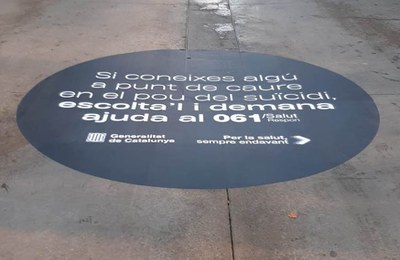 Si coneixes algú
a punt de caure
en el pou del suïcidi,
escolta'l i demana
ajuda al 061/Salut Respon
Generalitat de Catalunya
Per la salut, sempre endavant